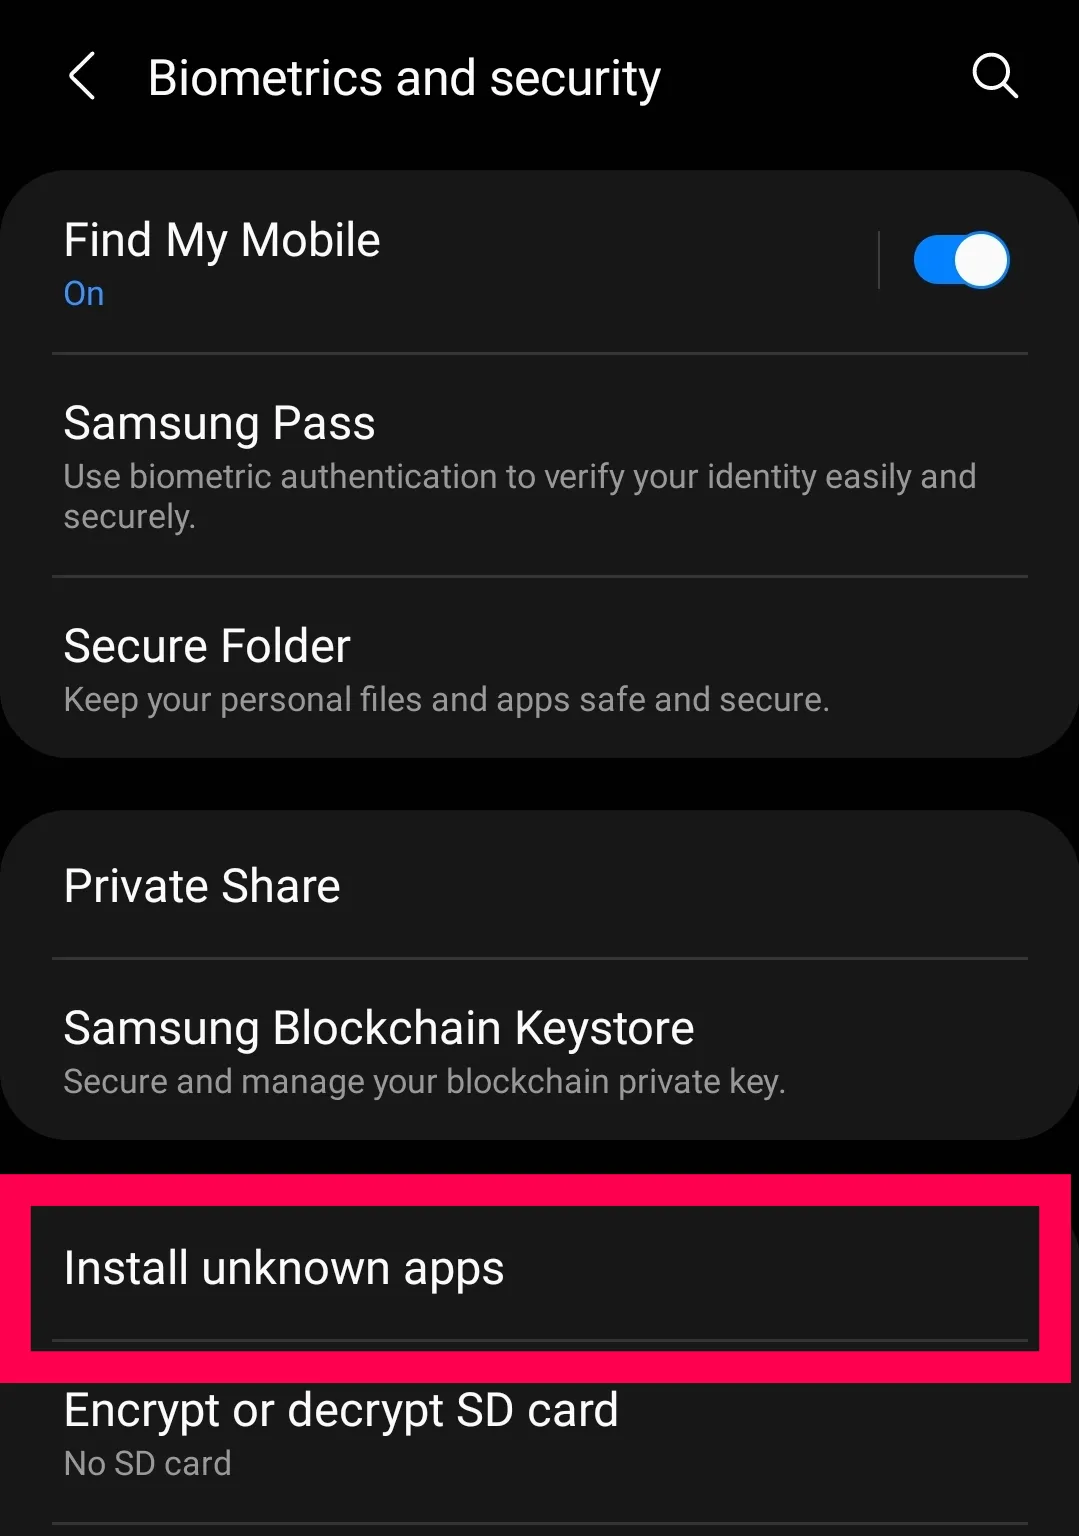 Biometrics and security
Find My Mobile
On
Samsung Pass
Use biometric authentication to verify your identity easily and
securely.
Secure Folder
Keep your personal files and apps safe and secure.
Private Share
Samsung Blockchain Keystore
Secure and manage your blockchain private key.
Install unknown apps
Encrypt or decrypt SD card
No SD card